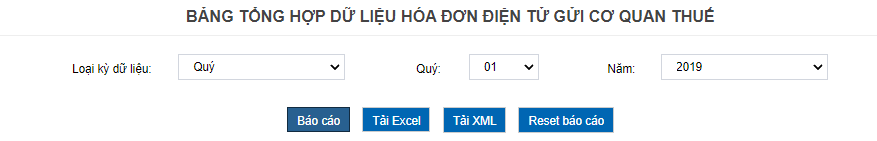 BẢNG TỔNG HỢP DỮ LIỆU HÓA ĐƠN ĐIỆN TỬ GỬI CƠ QUAN THUẾ
Loại kỳ dữ liệu: Quý Quý: 01 Năm: 2019
Báo cáo Tải Excel Tải XML Reset báo cáo